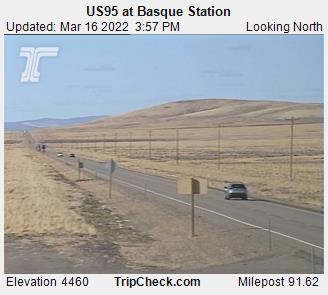 US95 at Basque Station
Updated: Mar 16 2022 3:57 PM Looking North
Elevation 4460 TripCheck.com Milepost 91.62